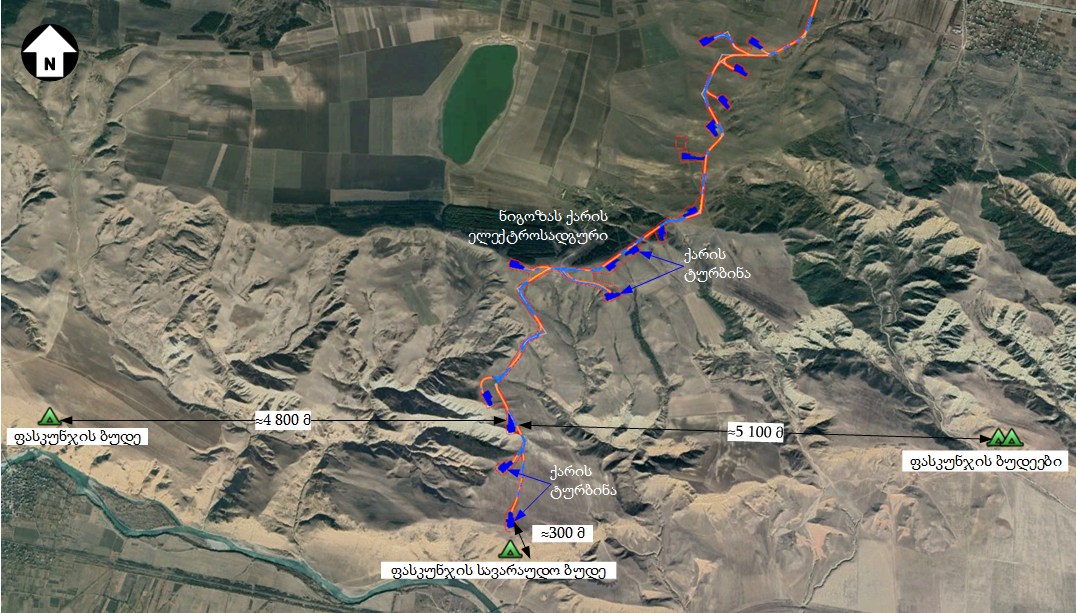 N
ნიგოზას ქარის
ელექტროსადგური
ქარის
ტურბინა
≈4 800 მ
≈5 100 მ
ფასკუნჯის ბუდე
ფასკუნჯის ბუდეები
ქარის
ტურბინა
≈300 მ
ფასკუნჯის სავარაუდო ბუდე